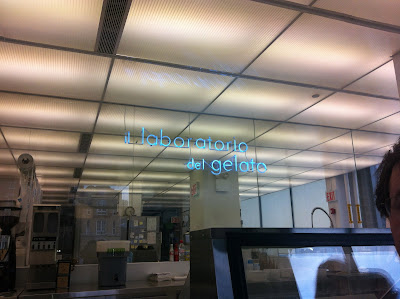 il laboratorio
del gelato